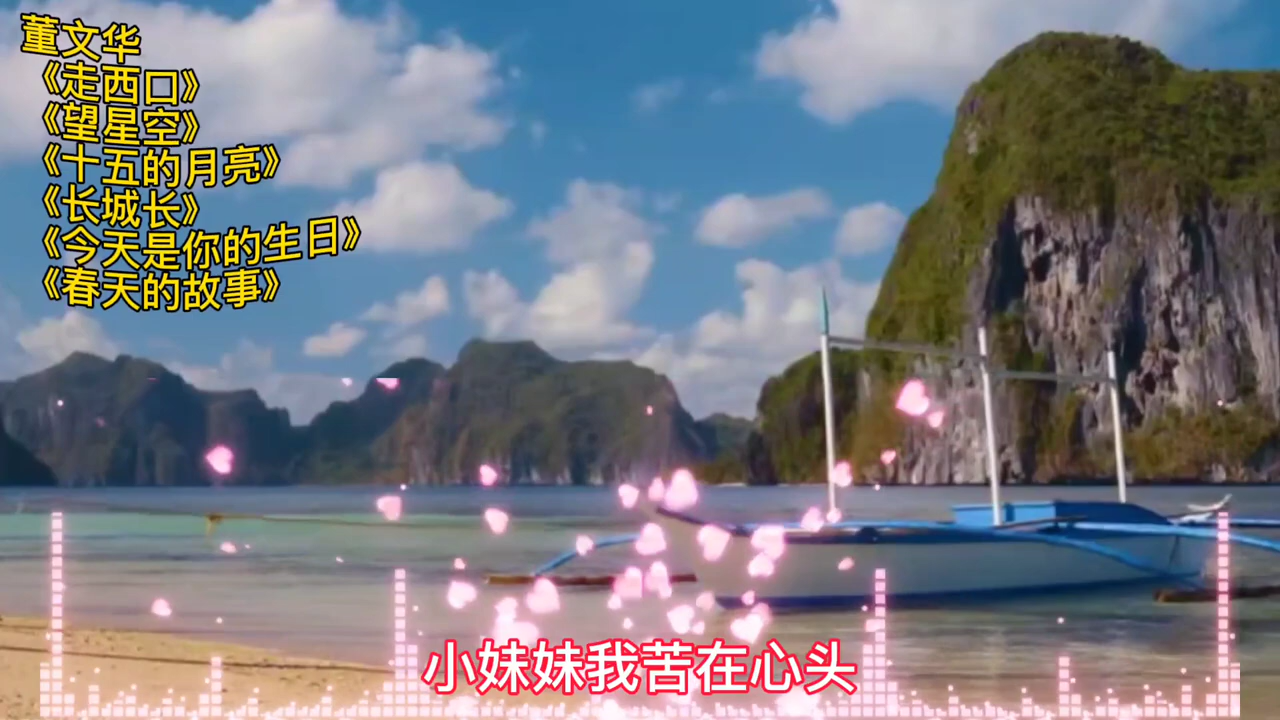 董文华
《走西口》
《望星空》
《十五的月亮》
《长城长》
《今天是你的生日》
《春天的故事》
小妹妹我苦在心头